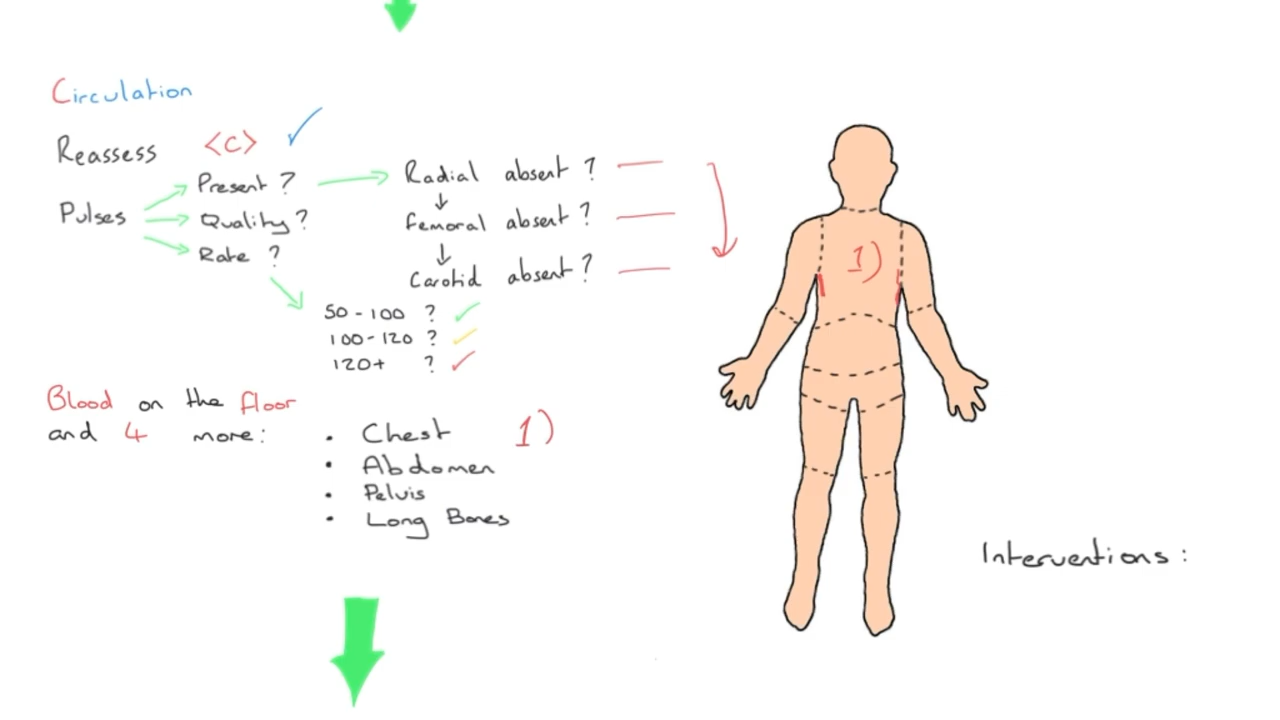 Circulation
Reassess <C>
Pulses
Present ?
Quality ?
Rate ?
Radial absent ?
Femoral absent ?
Carotid absent ?
50 - 100 ?
100 - 120 ?
120+ ?
Blood on the floor
and 4 more:
• Chest 1)
• Abdomen
• Pelvis
• Long Bones
1)
Interventions :